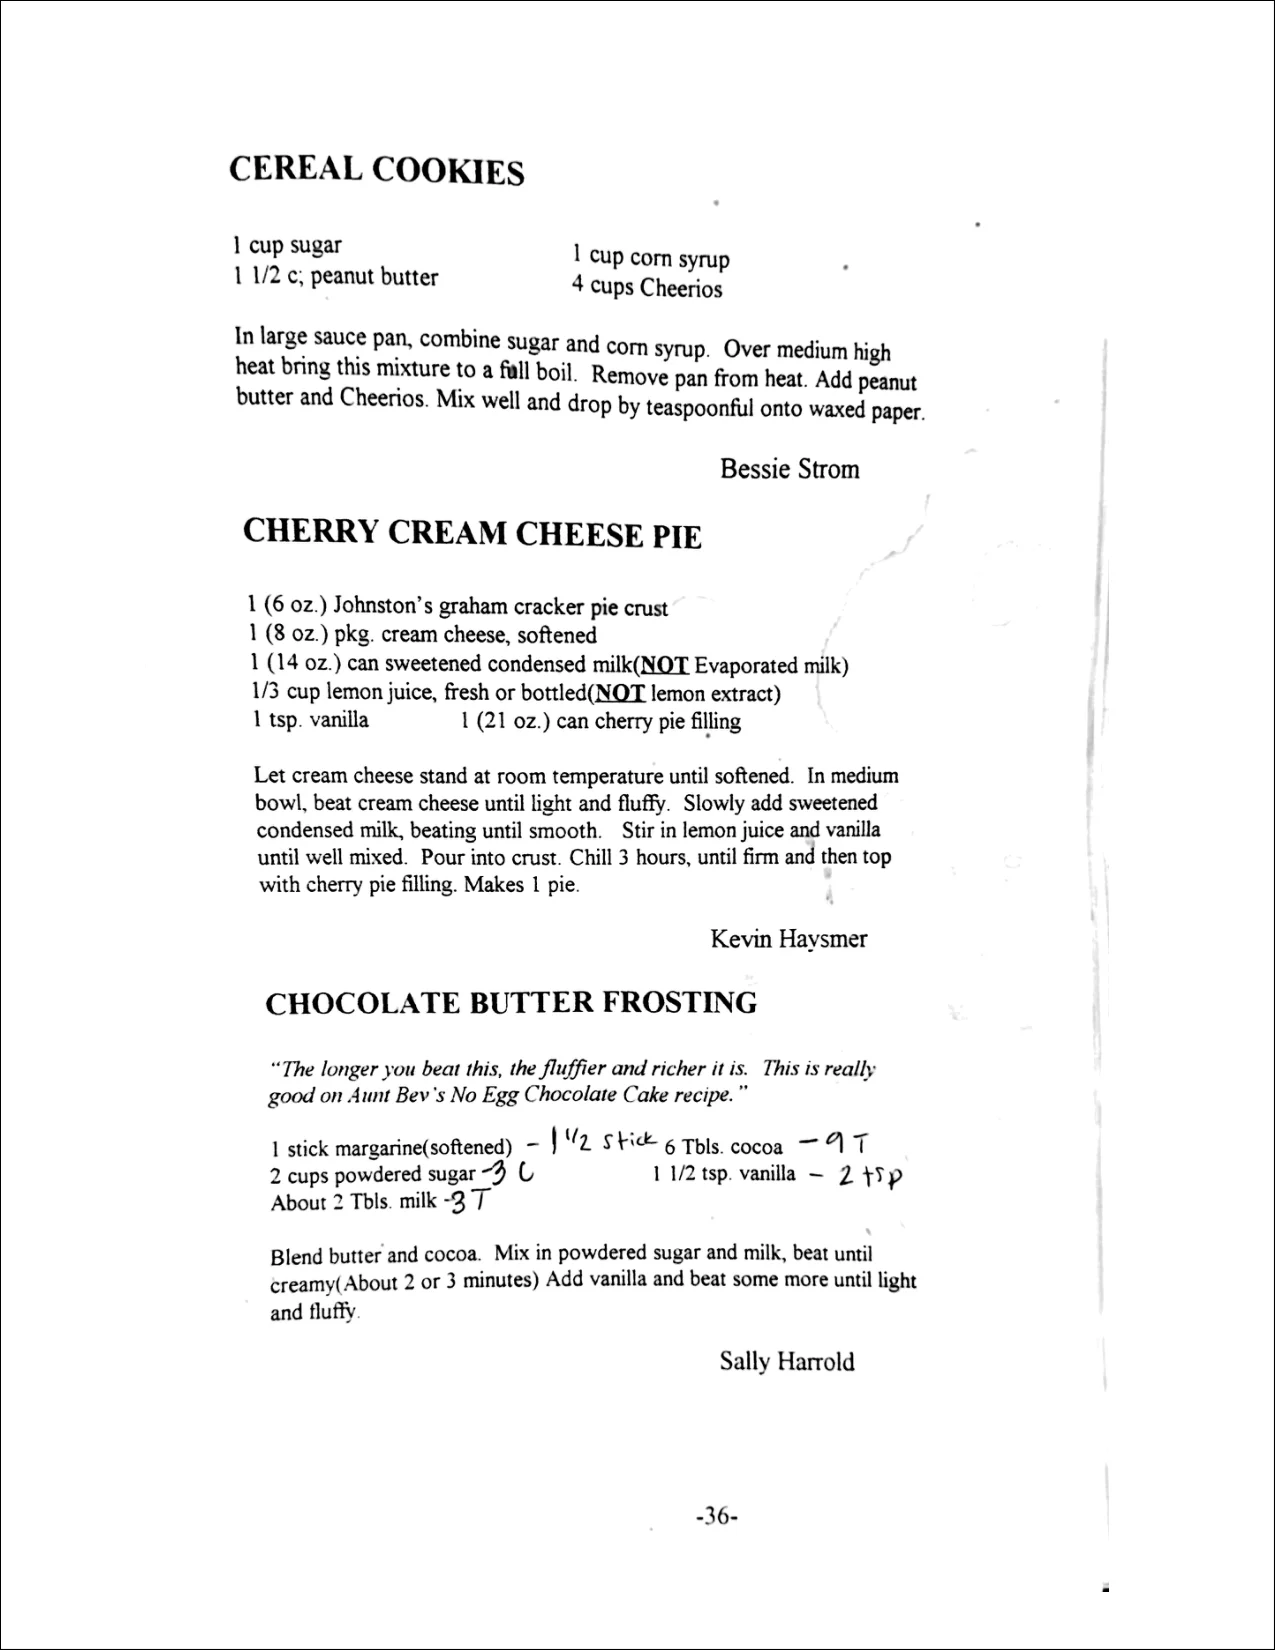 CEREAL COOKIES
1 cup sugar 1 cup corn syrup
1 1/2 c; peanut butter 4 cups Cheerios
In large sauce pan, combine sugar and corn syrup. Over medium high
heat bring this mixture to a full boil. Remove pan from heat. Add peanut
butter and Cheerios. Mix well and drop by teaspoonful onto waxed paper.
Bessie Strom
CHERRY CREAM CHEESE PIE
1 (6 oz.) Johnston's graham cracker pie crust
1 (8 oz.) pkg. cream cheese, softened
1 (14 oz.) can sweetened condensed milk(NOT Evaporated milk)
1/3 cup lemon juice, fresh or bottled(NOT lemon extract)
1 tsp. vanilla 1 (21 oz.) can cherry pie filling
Let cream cheese stand at room temperature until softened. In medium
bowl, beat cream cheese until light and fluffy. Slowly add sweetened
condensed milk, beating until smooth. Stir in lemon juice and vanilla
until well mixed. Pour into crust. Chill 3 hours, until firm and then top
with cherry pie filling. Makes 1 pie.
Kevin Haysmer
CHOCOLATE BUTTER FROSTING
"The longer you beat this, the fluffier and richer it is. This is really
good on Aunt Bev's No Egg Chocolate Cake recipe."
1 stick margarine(softened) - 1 1/2 stick 6 Tbls. cocoa - 9 T
2 cups powdered sugar -3 C 1 1/2 tsp. vanilla - 2 tsp
About 2 Tbls. milk -3 T
Blend butter and cocoa. Mix in powdered sugar and milk, beat until
creamy(About 2 or 3 minutes) Add vanilla and beat some more until light
and fluffy.
Sally Harrold
-36-